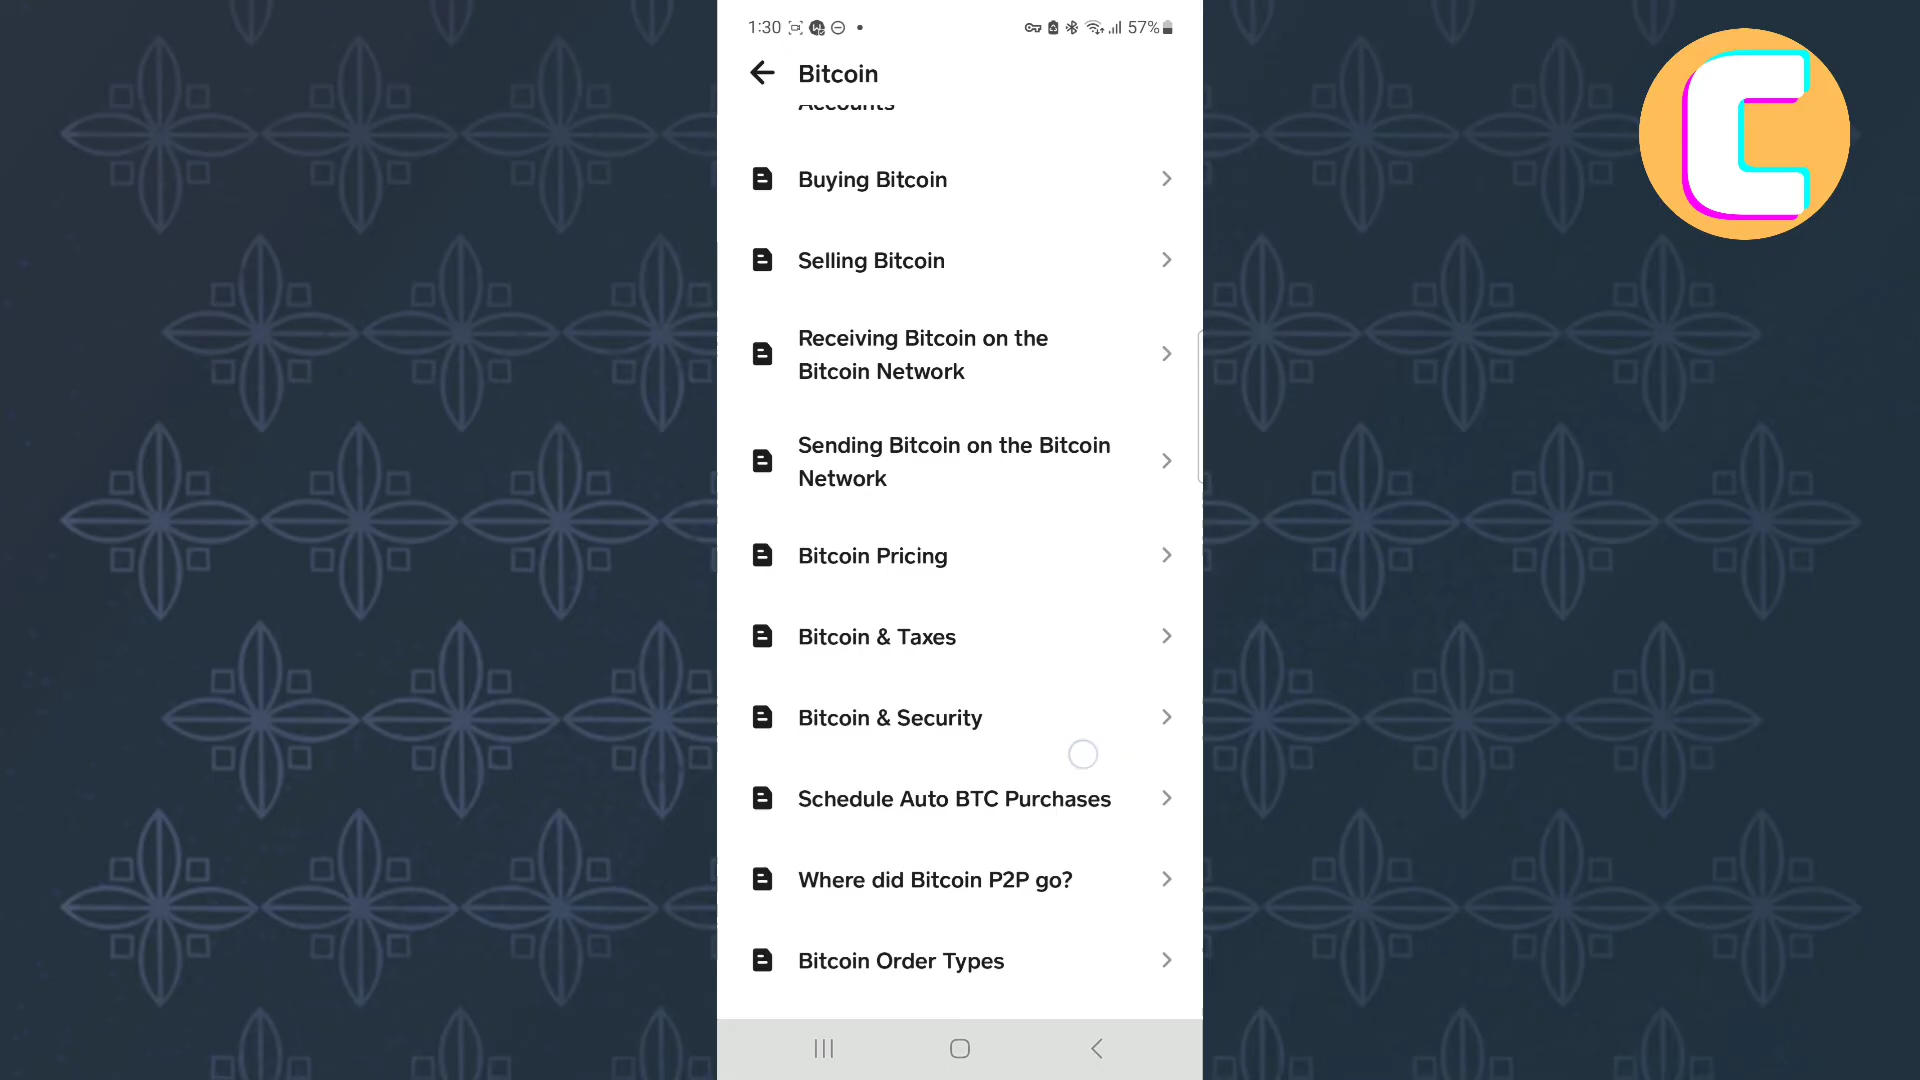 1:30
57%
Bitcoin
Accounts
Buying Bitcoin
Selling Bitcoin
Receiving Bitcoin on the
Bitcoin Network
Sending Bitcoin on the Bitcoin
Network
Bitcoin Pricing
Bitcoin & Taxes
Bitcoin & Security
Schedule Auto BTC Purchases
Where did Bitcoin P2P go?
Bitcoin Order Types
C